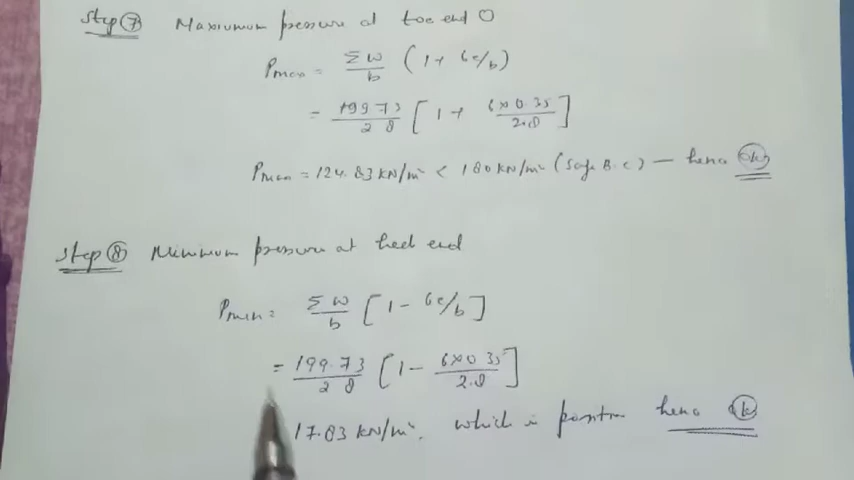 Step ⑦ Maximum pressure at toe end O
Pmax = ΣW/b (1 + 6e/b)
= 199.73/2.8 [1 + 6×0.35/2.8]
Pmax = 124.83 KN/m² < 180 KN/m² (Safe B.C) — hence ok
Step ⑧ Minimum pressure at heel end
Pmin = ΣW/b [1 - 6e/b]
= 199.73/2.8 [1 - 6×0.35/2.8]
17.83 KN/m². which is positive hence ok